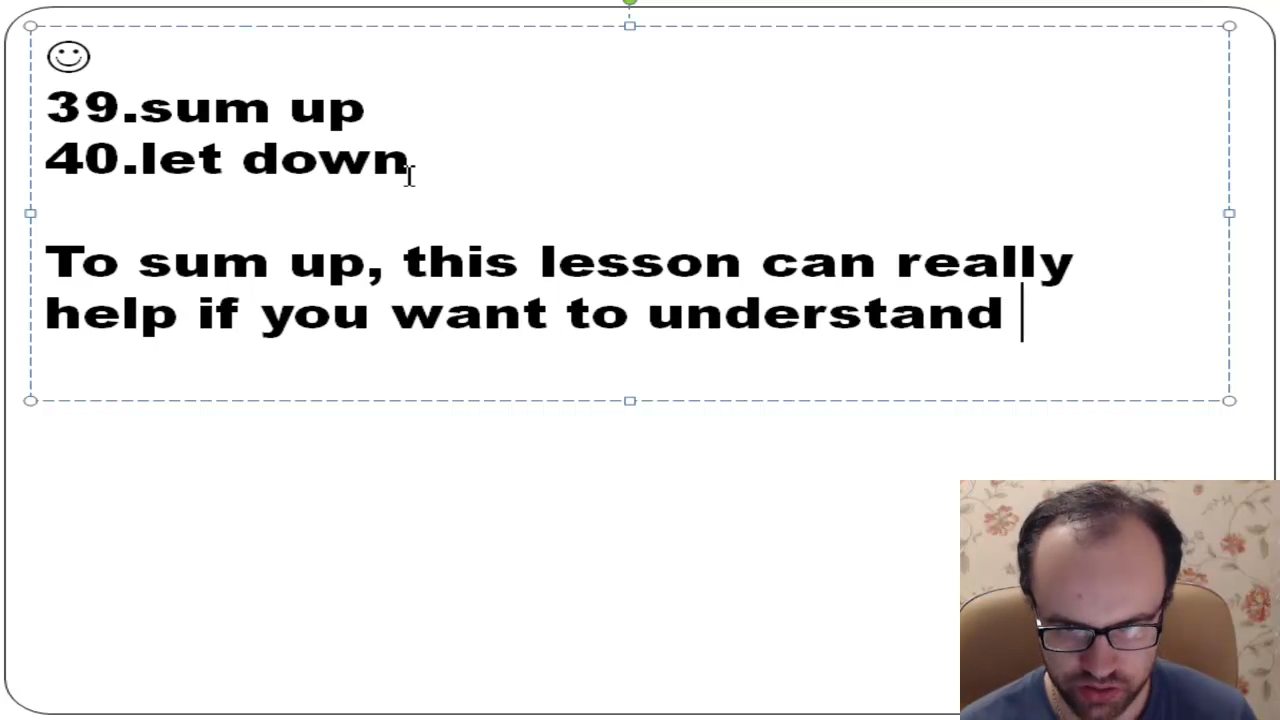 39.sum up
40.let down
To sum up, this lesson can really
help if you want to understand